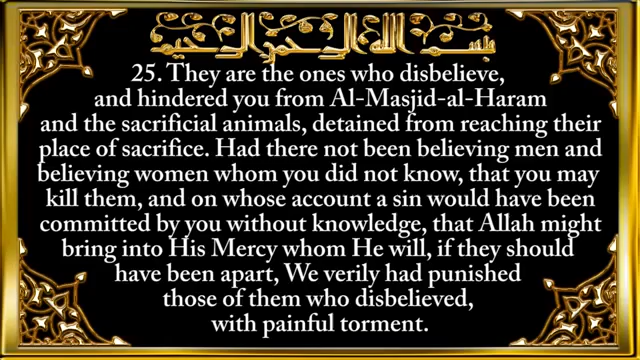 بسم الله الرحمن الرحيم
25. They are the ones who disbelieve,
and hindered you from Al-Masjid-al-Haram
and the sacrificial animals, detained from reaching their
place of sacrifice. Had there not been believing men and
believing women whom you did not know, that you may
kill them, and on whose account a sin would have been
committed by you without knowledge, that Allah might
bring into His Mercy whom He will, if they should
have been apart, We verily had punished
those of them who disbelieved,
with painful torment.